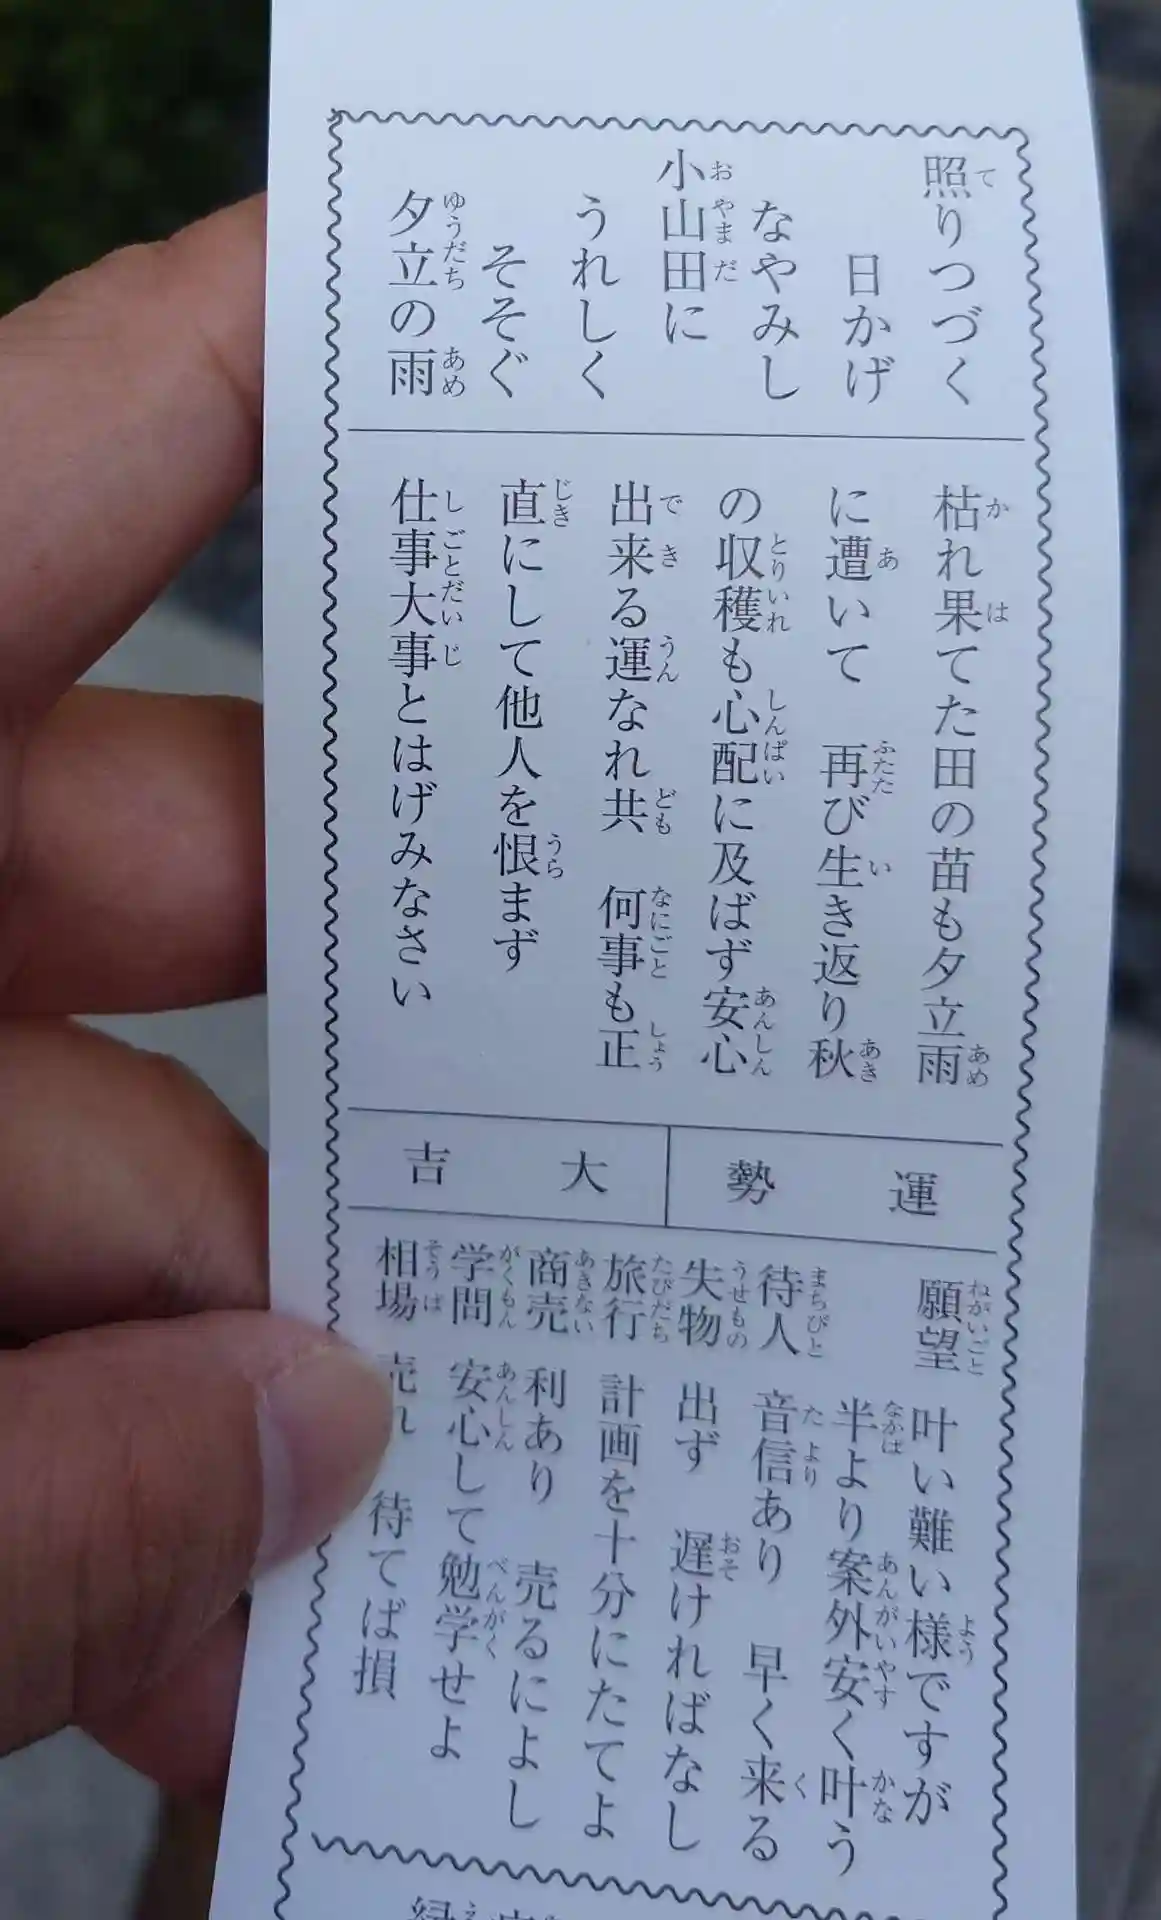 照りつづく
日かげ
なやみし
小山田に
うれしく
そそぐ
夕立の雨
枯れ果てた田の苗も夕立雨
に遭いて 再び生き返り秋
の収穫も心配に及ばず安心
出来る運なれ共 何事も正
直にして他人を恨まず
仕事大事とはげみなさい
運勢
大吉
願望 叶い難い様ですが
半より案外安く叶う
待人 音信あり 早く来る
失物 出ず 遅ければなし
旅行 計画を十分にたてよ
商売 利あり 売るによし
学問 安心して勉学せよ
相場 売れ 待てば損